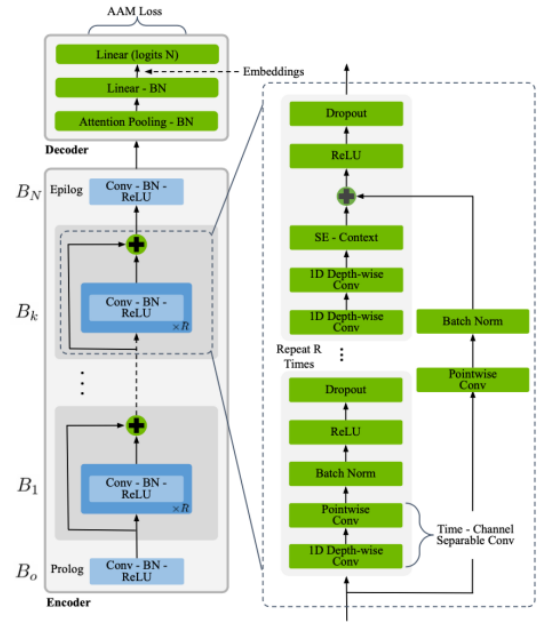 AAM Loss
Linear (logits N)
Embeddings
Linear - BN
Attention Pooling - BN
Decoder
B_N
Epilog
Conv - BN -
ReLU
B_k
Conv - BN -
ReLU
×R
B_1
Conv - BN -
ReLU
×R
B_o
Prolog
Conv - BN -
ReLU
Encoder
Dropout
ReLU
SE - Context
1D Depth-wise
Conv
1D Depth-wise
Conv
Batch Norm
Repeat R
Times
Pointwise
Conv
Dropout
ReLU
Batch Norm
Pointwise
Conv
Time - Channel
Separable Conv
1D Depth-wise
Conv